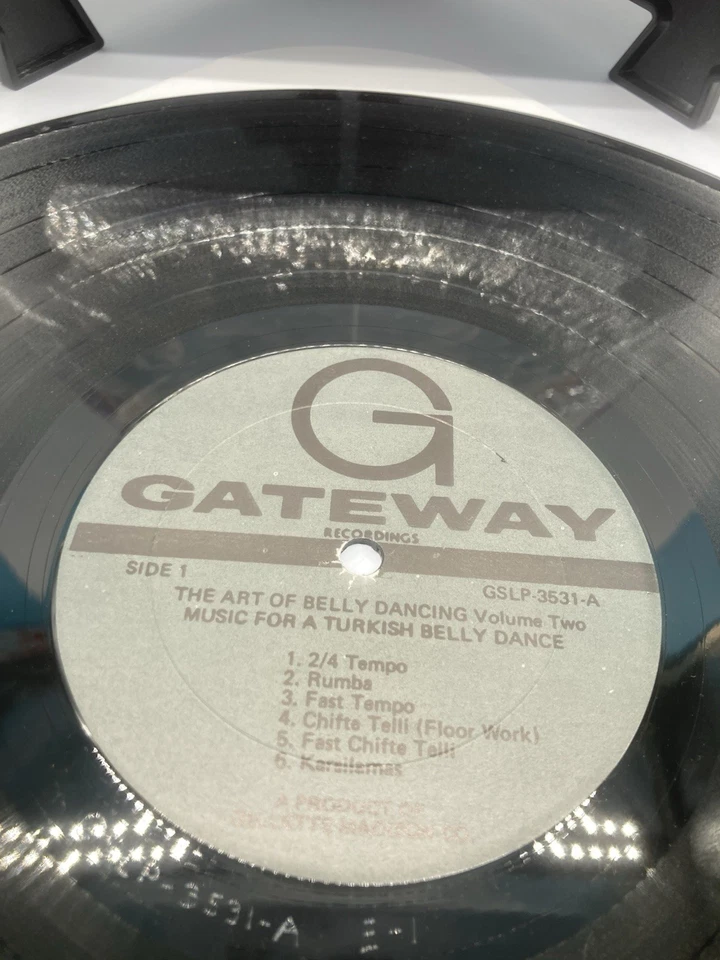 G
GATEWAY
RECORDINGS
SIDE 1
GSLP-3531-A
THE ART OF BELLY DANCING Volume Two
MUSIC FOR A TURKISH BELLY DANCE
1. 2/4 Tempo
2. Rumba
3. Fast Tempo
4. Chifte Telli (Floor Work)
5. Fast Chifte Telli
6. Karsilamas
A PRODUCT OF
-3531-A